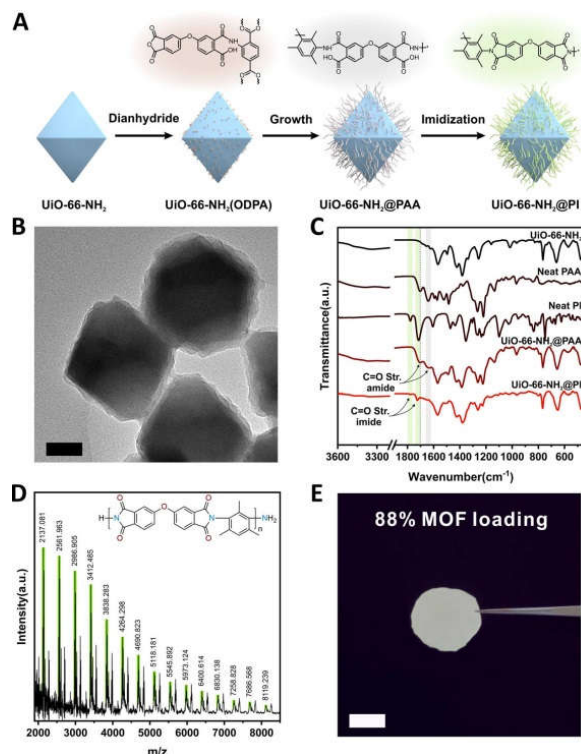 A
Dianhydride
Growth
Imidization
UiO-66-NH₂
UiO-66-NH₂(ODPA)
UiO-66-NH₂@PAA
UiO-66-NH₂@PI
B
C
UiO-66-NH₂
Neat PAA
Neat PI
UiO-66-NH₂@PAA
C=O Str.
amide
UiO-66-NH₂@PI
C=O Str.
imide
Transmittance(a.u.)
3600 3200 1800 1600 1400 1200 1000 800 600
Wavenumber(cm⁻¹)
D
H N O N NH₂
n
2137.081
2561.963
2986.905
3412.485
3838.283
4264.298
4690.823
5118.181
5545.892
5973.124
6400.614
6830.138
7258.828
7686.568
8119.239
Intensity(a.u.)
2000 3000 4000 5000 6000 7000 8000
m/z
E
88% MOF loading